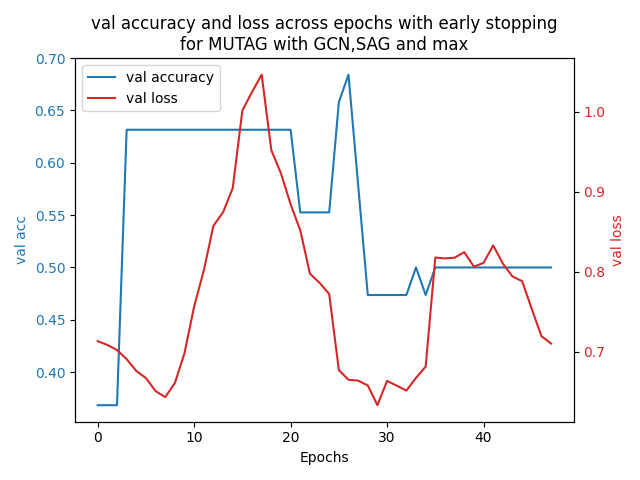 val accuracy and loss across epochs with early stopping
for MUTAG with GCN,SAG and max
val accuracy
val loss
0.70
0.65
0.60
0.55
0.50
0.45
0.40
val acc
1.0
0.9
0.8
0.7
val loss
0
10
20
30
40
Epochs